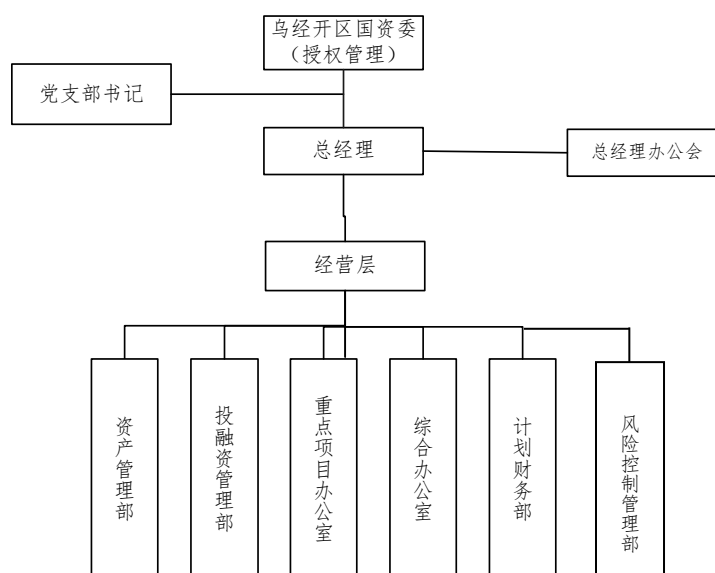 乌经开区国资委
（授权管理）
党支部书记
总经理
总经理办公会
经营层
资产管理部
投融资管理部
重点项目办公室
综合办公室
计划财务部
风险控制管理部